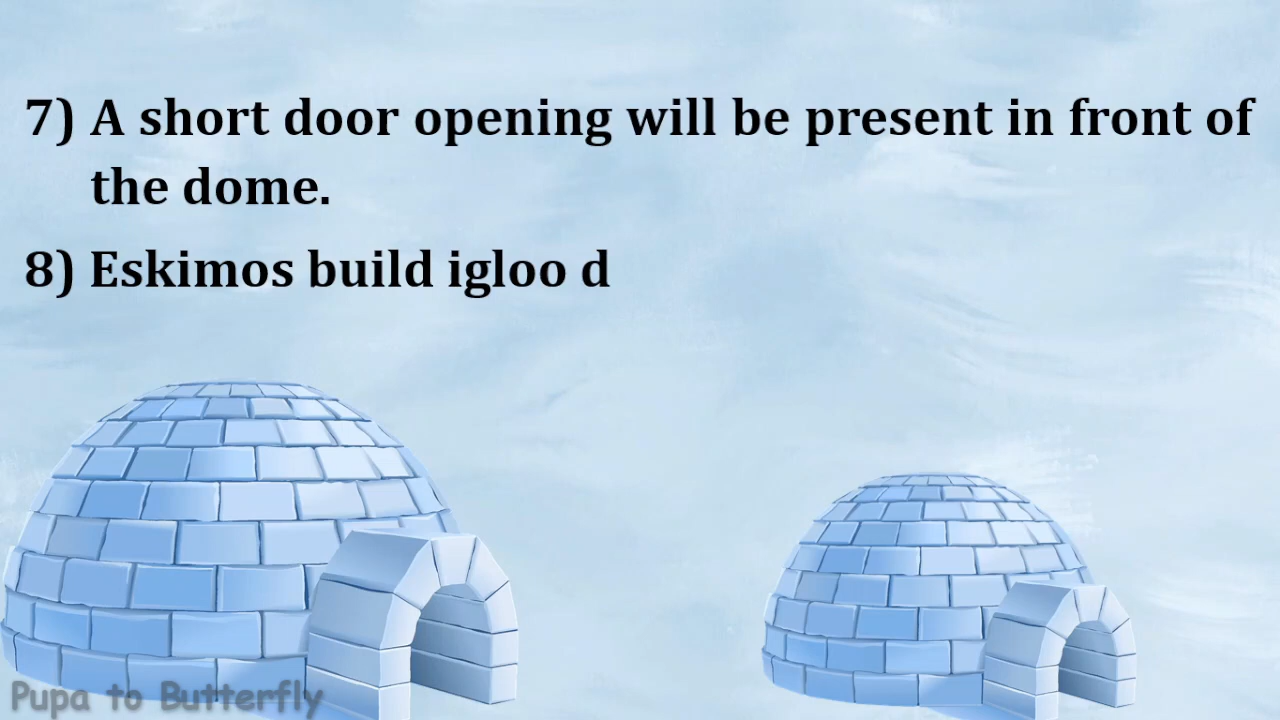 7) A short door opening will be present in front of
the dome.
8) Eskimos build igloo d
Pupa to Butterfly